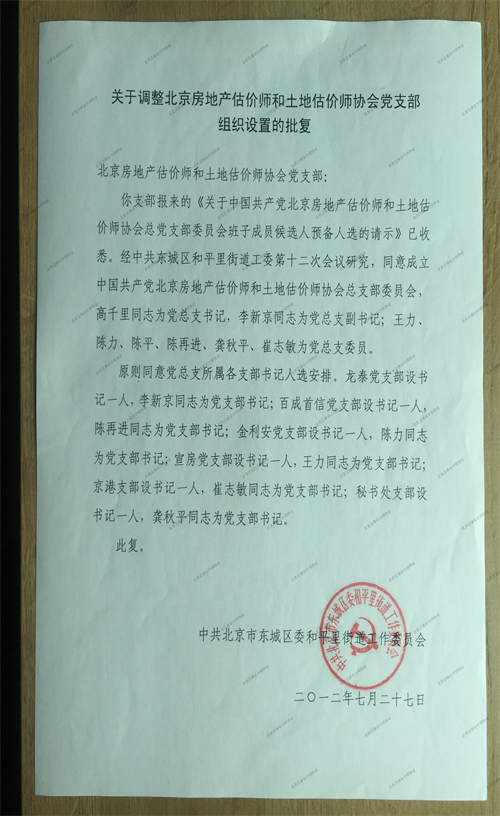 关于调整北京房地产估价师和土地估价师协会党支部
组织设置的批复
北京房地产估价师和土地估价师协会党支部:
你支部报来的《关于中国共产党北京房地产估价师和土地估
价师协会总党支部委员会班子成员候选人预备人选的请示》已收
悉。经中共东城区和平里街道工委第十二次会议研究，同意成立
中国共产党北京房地产估价师和土地估价师协会总支部委员会，
高千里同志为党总支书记，李新京同志为党总支副书记；王力、
陈力、陈平、陈再进、龚秋平、崔志敏为党总支委员。
原则同意党总支所属各支部书记人选安排。龙泰党支部设书
记一人，李新京同志为党支部书记；百成首信党支部设书记一人，
陈再进同志为党支部书记；金利安党支部设书记一人，陈力同志
为党支部书记；宣房党支部设书记一人，王力同志为党支部书记；
京港支部设书记一人，崔志敏同志为党支部书记；秘书处支部设
书记一人，龚秋平同志为党支部书记。
此复。
中共北京市东城区委和平里街道工作委员会
中共北京市东城区委和平里街道工作委员会
二〇一二年七月二十七日